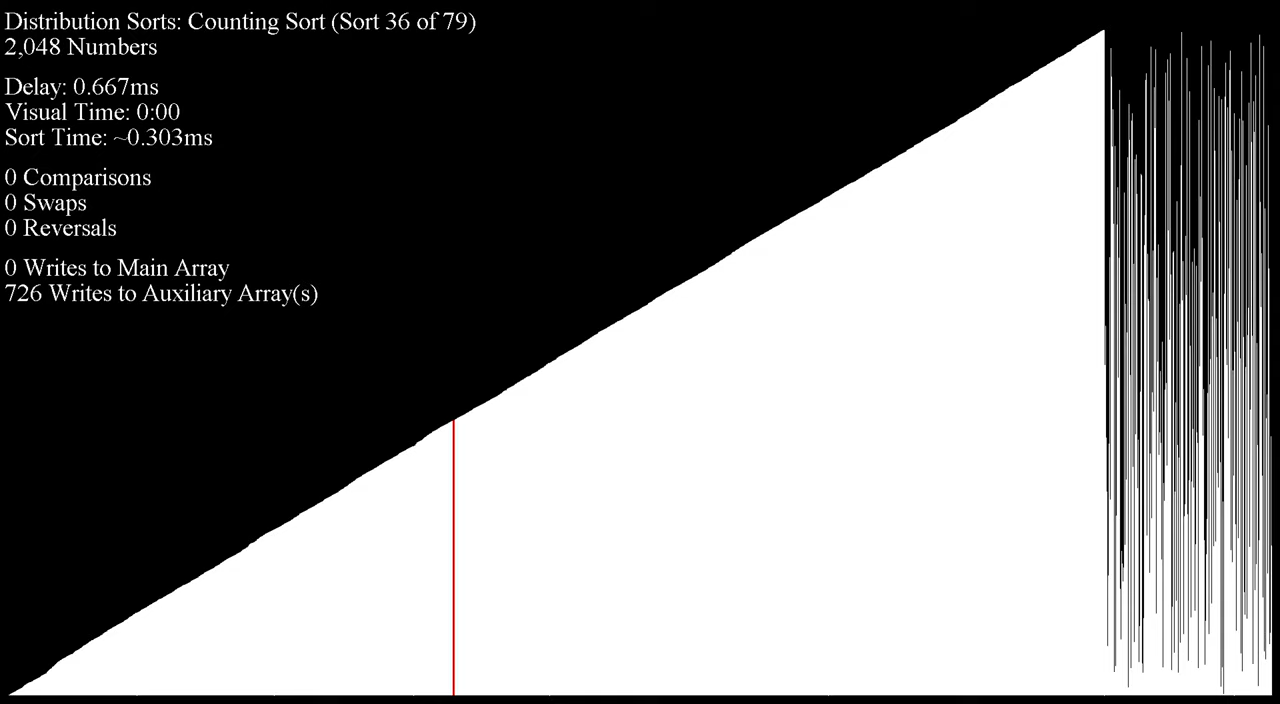 Distribution Sorts: Counting Sort (Sort 36 of 79)
2,048 Numbers
Delay: 0.667ms
Visual Time: 0:00
Sort Time: ~0.303ms
0 Comparisons
0 Swaps
0 Reversals
0 Writes to Main Array
726 Writes to Auxiliary Array(s)